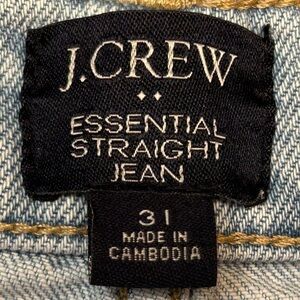 J.CREW
ESSENTIAL
STRAIGHT
JEAN
31
MADE IN
CAMBODIA